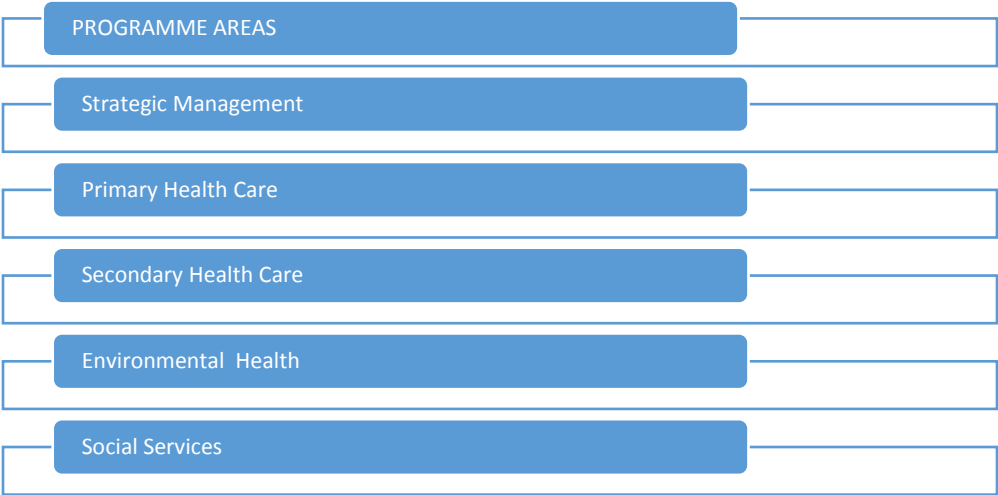 PROGRAMME AREAS
Strategic Management
Primary Health Care
Secondary Health Care
Environmental  Health
Social Services